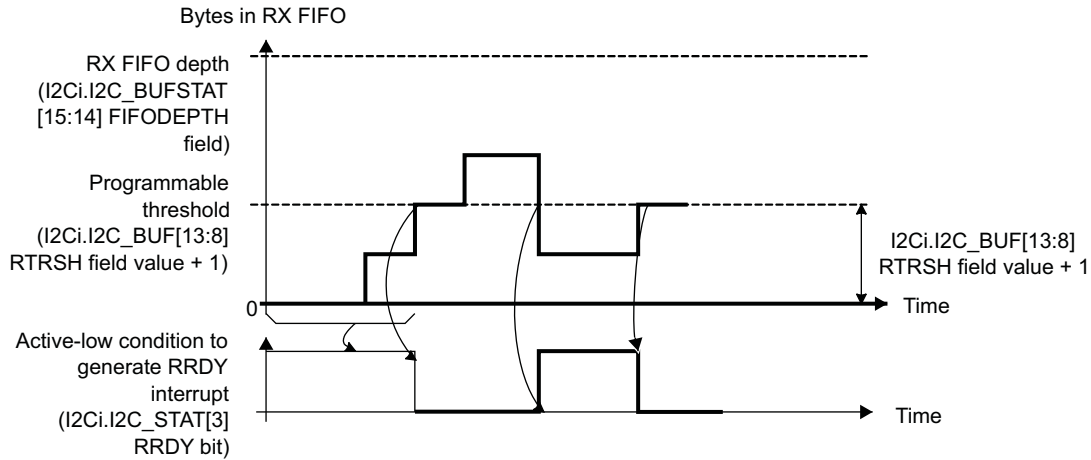 Bytes in RX FIFO
RX FIFO depth
(I2Ci.I2C_BUFSTAT
[15:14] FIFODEPTH
field)
Programmable
threshold
(I2Ci.I2C_BUF[13:8]
RTRSH field value + 1)
I2Ci.I2C_BUF[13:8]
RTRSH field value + 1
0
Time
Active-low condition to
generate RRDY
interrupt
(I2Ci.I2C_STAT[3]
RRDY bit)
Time